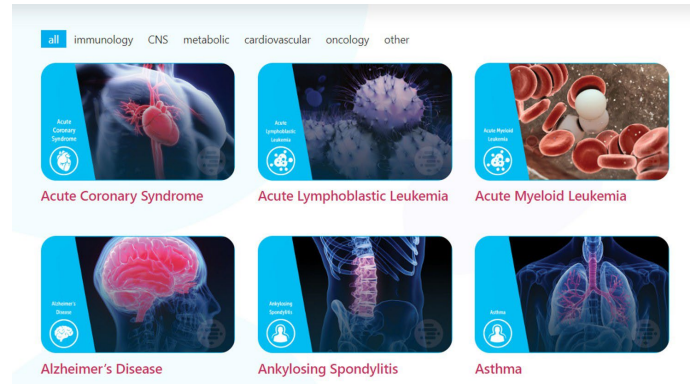 all immunology CNS metabolic cardiovascular oncology other
Acute
Coronary
Syndrome
Acute
Lymphoblastic
Leukemia
Acute Myeloid
Leukemia
Acute Coronary Syndrome
Acute Lymphoblastic Leukemia
Acute Myeloid Leukemia
Alzheimer's
Disease
Ankylosing
Spondylitis
Asthma
Alzheimer's Disease
Ankylosing Spondylitis
Asthma